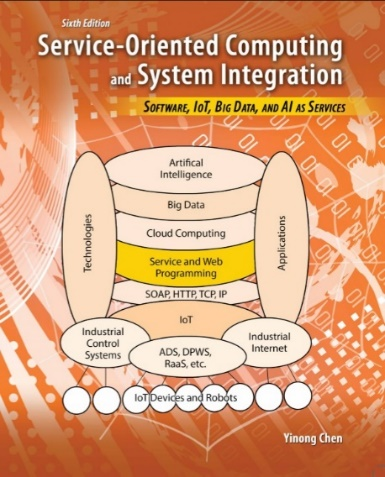 Sixth Edition
Service-Oriented Computing
and System Integration
Software, IoT, Big Data, and AI as Services
Artifical
Intelligence
Big Data
Cloud Computing
Service and Web
Programming
SOAP, HTTP, TCP, IP
IoT
Technologies
Applications
Industrial
Control
Systems
ADS, DPWS,
RaaS, etc.
Industrial
Internet
IoT Devices and Robots
Yinong Chen